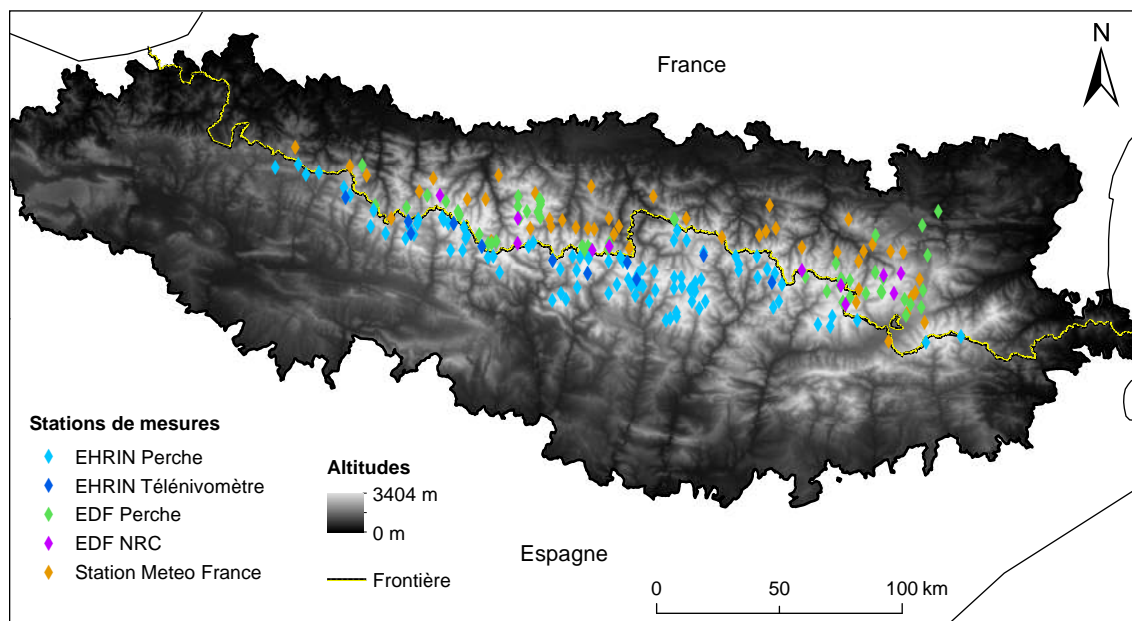 N
France
Stations de mesures
EHRIN Perche
EHRIN Télénivomètre
EDF Perche
EDF NRC
Station Meteo France
Altitudes
3404 m
0 m
Frontière
Espagne
0 50 100 km